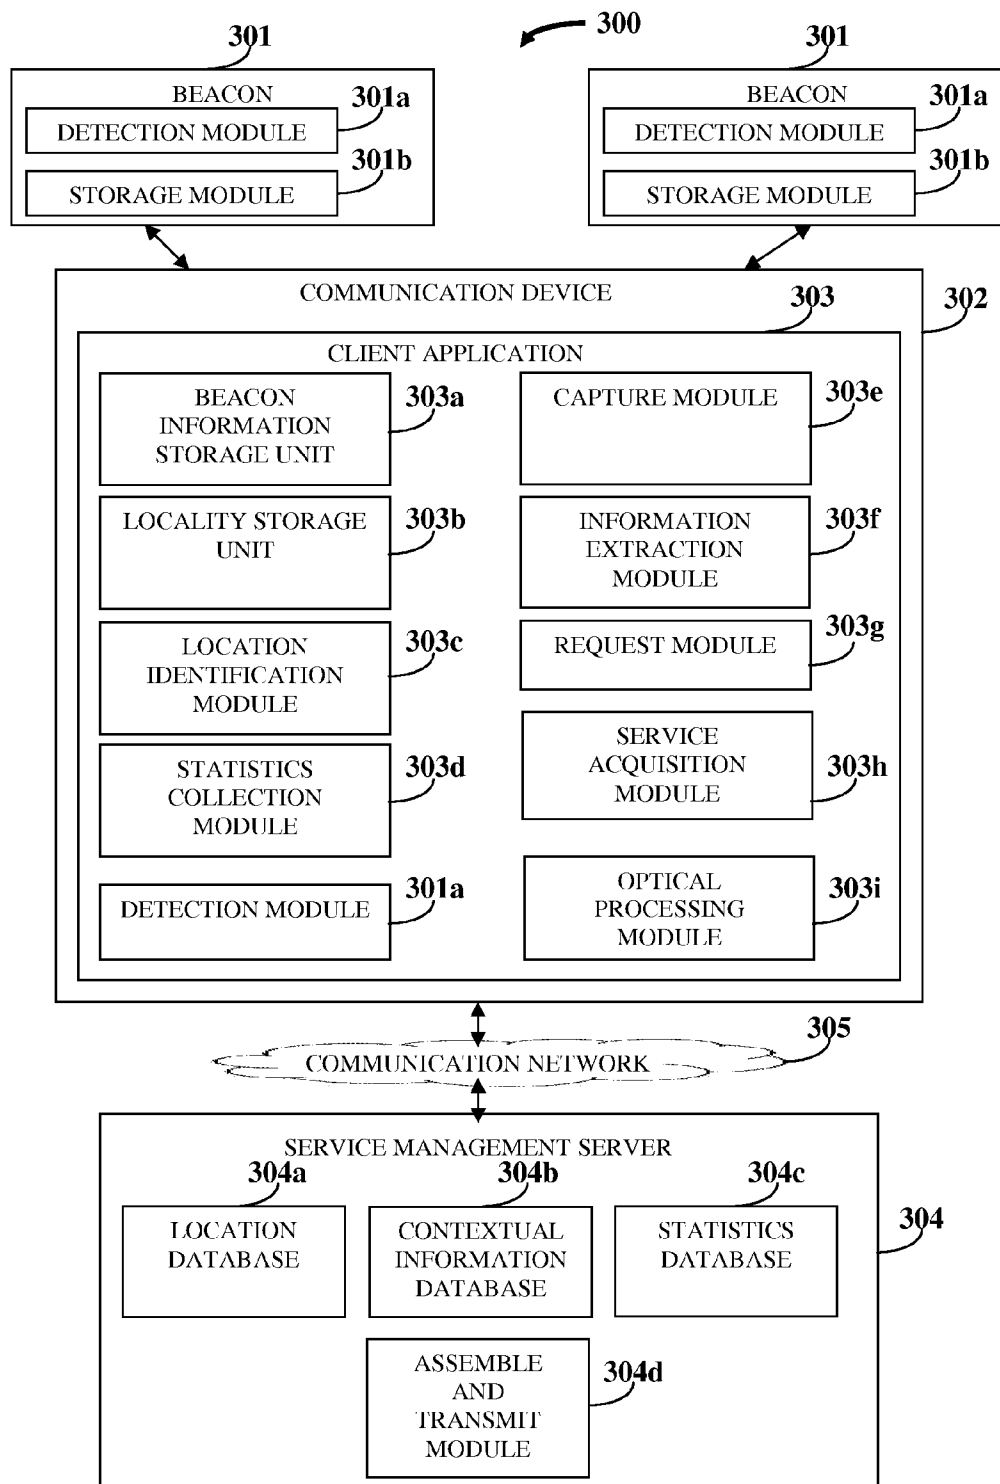 300
301
BEACON
301a
DETECTION MODULE
301b
STORAGE MODULE
301
BEACON
301a
DETECTION MODULE
301b
STORAGE MODULE
COMMUNICATION DEVICE
302
303
CLIENT APPLICATION
BEACON
INFORMATION
STORAGE UNIT
303a
CAPTURE MODULE
303e
LOCALITY STORAGE
UNIT
303b
INFORMATION
EXTRACTION
MODULE
303f
LOCATION
IDENTIFICATION
MODULE
303c
REQUEST MODULE
303g
STATISTICS
COLLECTION
MODULE
303d
SERVICE
ACQUISITION
MODULE
303h
DETECTION MODULE
301a
OPTICAL
PROCESSING
MODULE
303i
COMMUNICATION NETWORK
305
SERVICE MANAGEMENT SERVER
304
304a
LOCATION
DATABASE
304b
CONTEXTUAL
INFORMATION
DATABASE
304c
STATISTICS
DATABASE
ASSEMBLE
AND
TRANSMIT
MODULE
304d